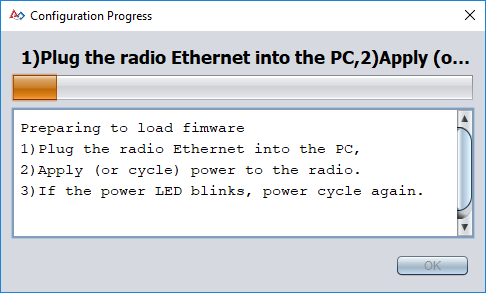 Configuration Progress
1)Plug the radio Ethernet into the PC,2)Apply (o...
Preparing to load fimware
1)Plug the radio Ethernet into the PC,
2)Apply (or cycle) power to the radio.
3)If the power LED blinks, power cycle again.
OK